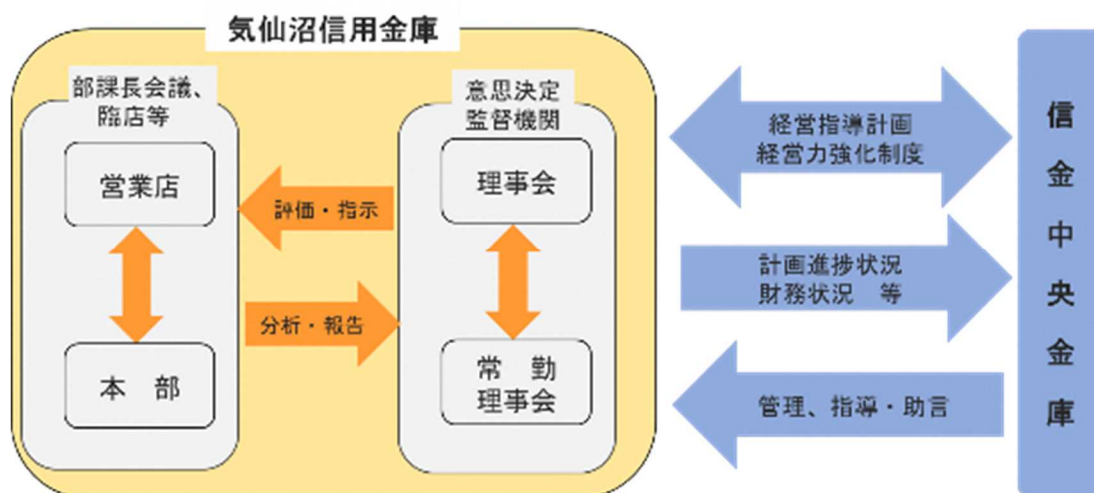 気仙沼信用金庫
部課長会議、
臨店等
営業店
本　部
評価・指示
分析・報告
意思決定
監督機関
理事会
常　勤
理事会
経営指導計画
経営力強化制度
計画進捗状況
財務状況　等
管理、指導・助言
信金中央金庫